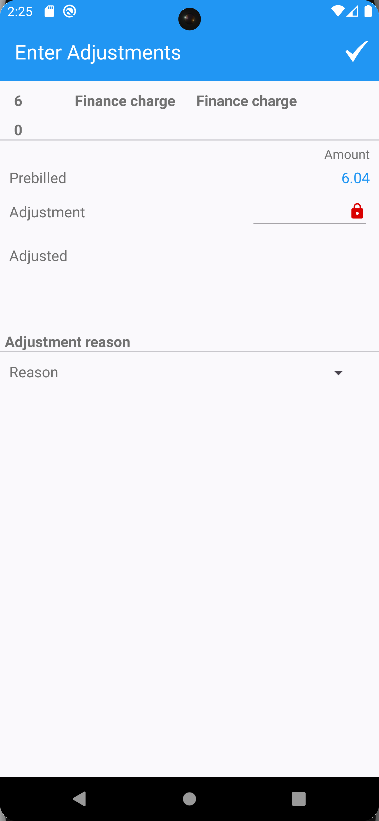 2:25
Enter Adjustments
6 Finance charge Finance charge
0
Amount
Prebilled 6.04
Adjustment
Adjusted
Adjustment reason
Reason